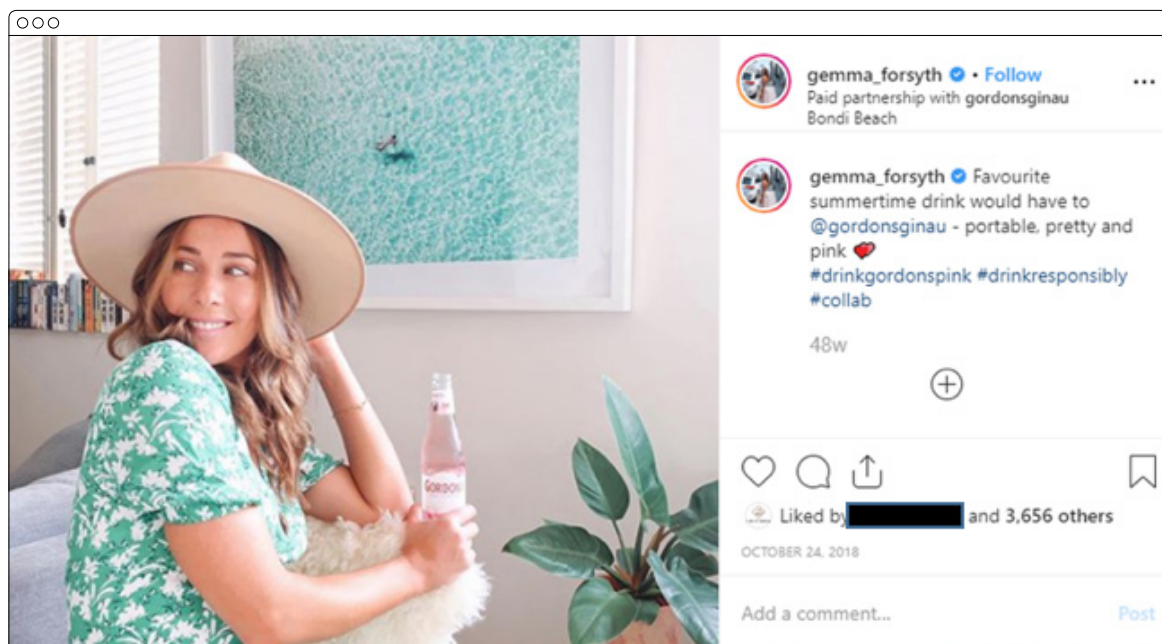 gemma_forsyth • Follow
Paid partnership with gordonsginau
Bondi Beach
gemma_forsyth Favourite
summertime drink would have to
@gordonsginau - portable, pretty and
pink
#drinkgordonspink #drinkresponsibly
#collab
48w
GORDON
Liked by and 3,656 others
OCTOBER 24, 2018
Add a comment...
Post